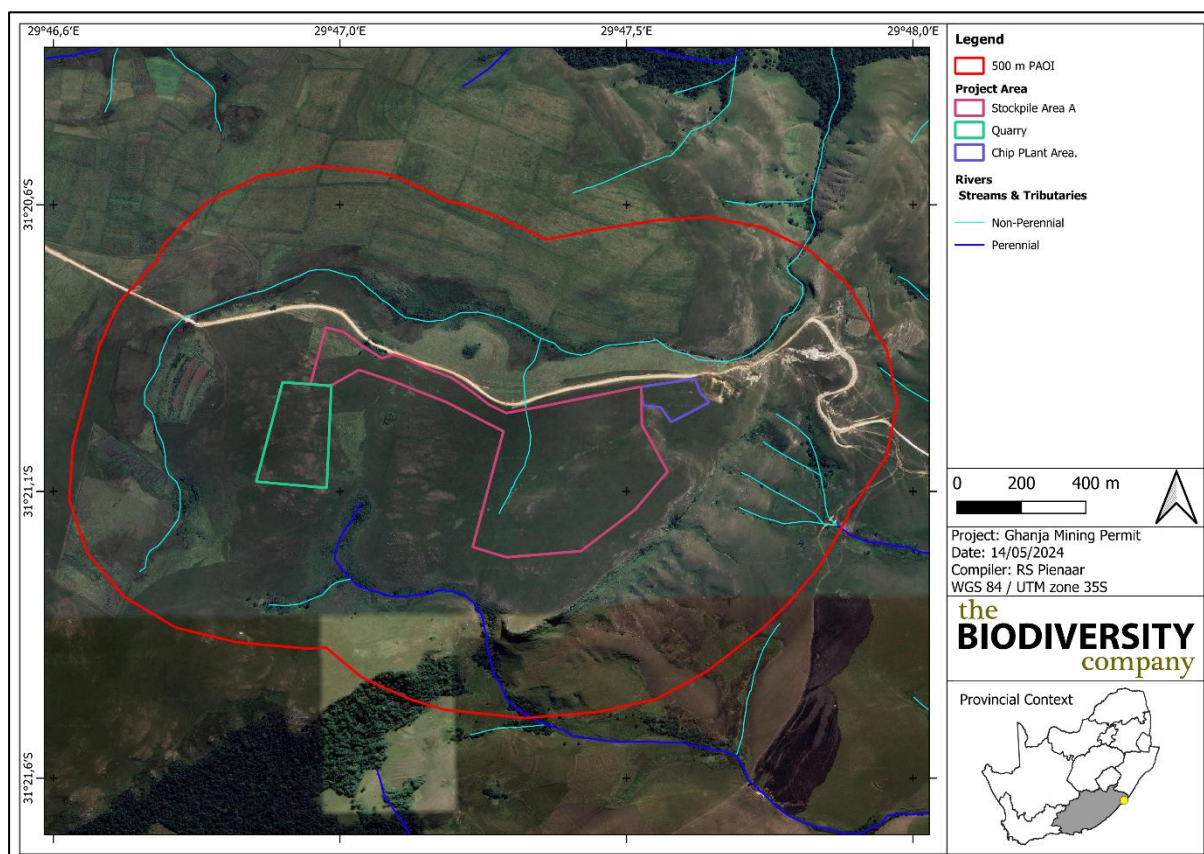 29°46,6'E
29°47,0'E
29°47,5'E
29°48,0'E
31°20,6'S
31°21,1'S
31°21,6'S
Legend
500 m PAOI
Project Area
Stockpile Area A
Quarry
Chip PLant Area.
Rivers
Streams & Tributaries
Non-Perennial
Perennial
0 200 400 m
Project: Ghanja Mining Permit
Date: 14/05/2024
Compiler: RS Pienaar
WGS 84 / UTM zone 35S
the
BIODIVERSITY
company
Provincial Context